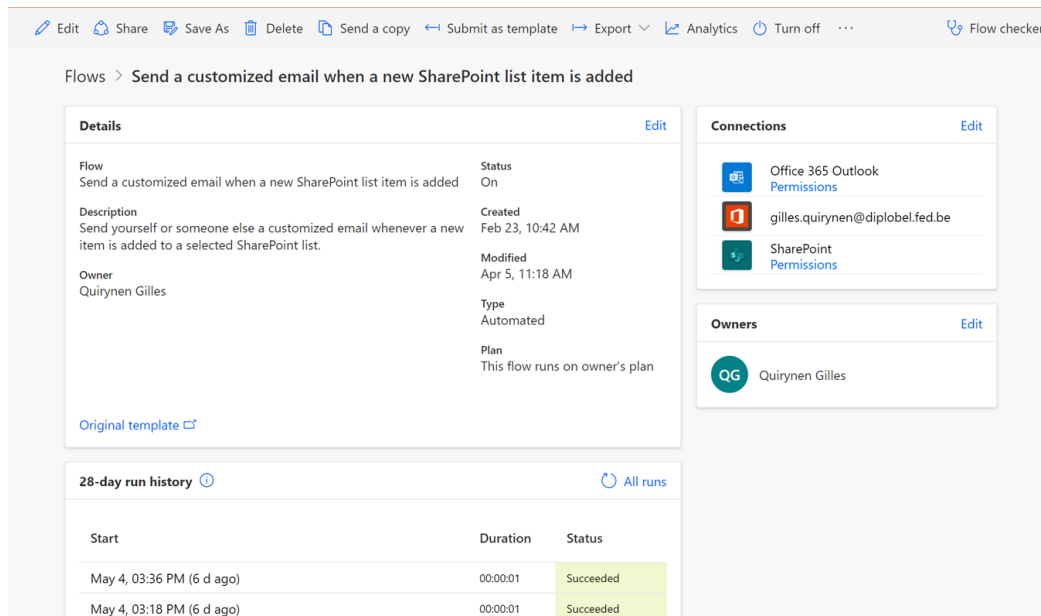 Edit Share Save As Delete Send a copy Submit as template Export Analytics Turn off ··· Flow checker
Flows > Send a customized email when a new SharePoint list item is added
Details Edit
Flow
Send a customized email when a new SharePoint list item is added
Description
Send yourself or someone else a customized email whenever a new
item is added to a selected SharePoint list.
Owner
Quirynen Gilles
Status
On
Created
Feb 23, 10:42 AM
Modified
Apr 5, 11:18 AM
Type
Automated
Plan
This flow runs on owner's plan
Original template
Connections Edit
Office 365 Outlook
Permissions
gilles.quirynen@diplobel.fed.be
SharePoint
Permissions
Owners Edit
QG Quirynen Gilles
28-day run history All runs
Start Duration Status
May 4, 03:36 PM (6 d ago) 00:00:01 Succeeded
May 4, 03:18 PM (6 d ago) 00:00:01 Succeeded